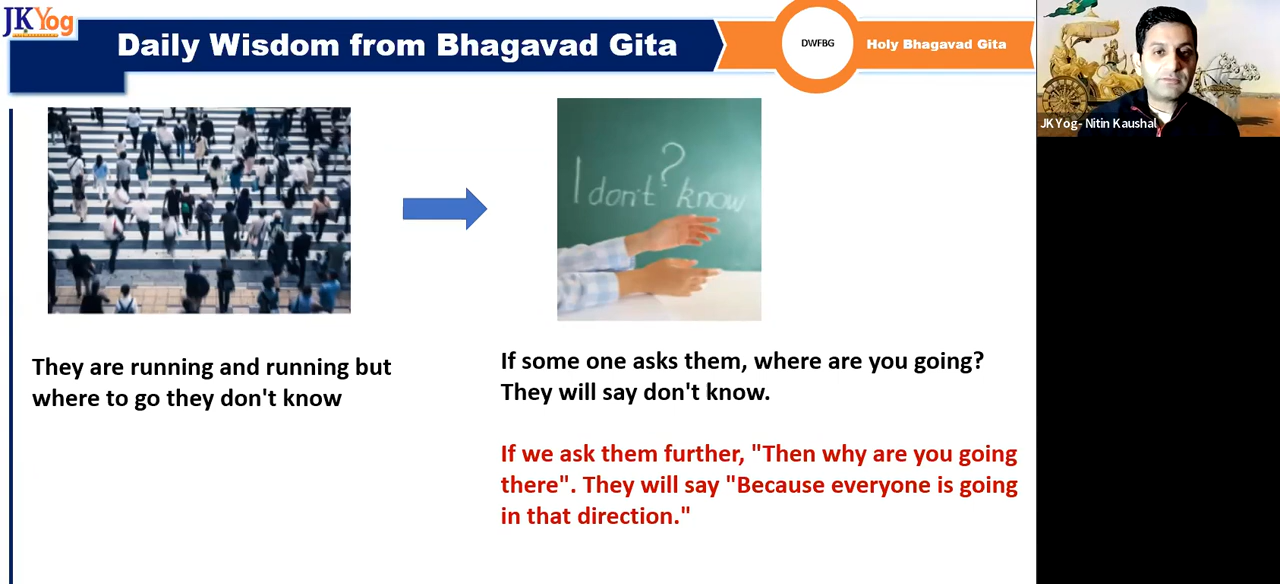 JKYog
Daily Wisdom from Bhagavad Gita
DWFBG
Holy Bhagavad Gita
JKYog- Nitin Kaushal
I don't ? know
They are running and running but
where to go they don't know
If some one asks them, where are you going?
They will say don't know.
If we ask them further, "Then why are you going
there". They will say "Because everyone is going
in that direction."